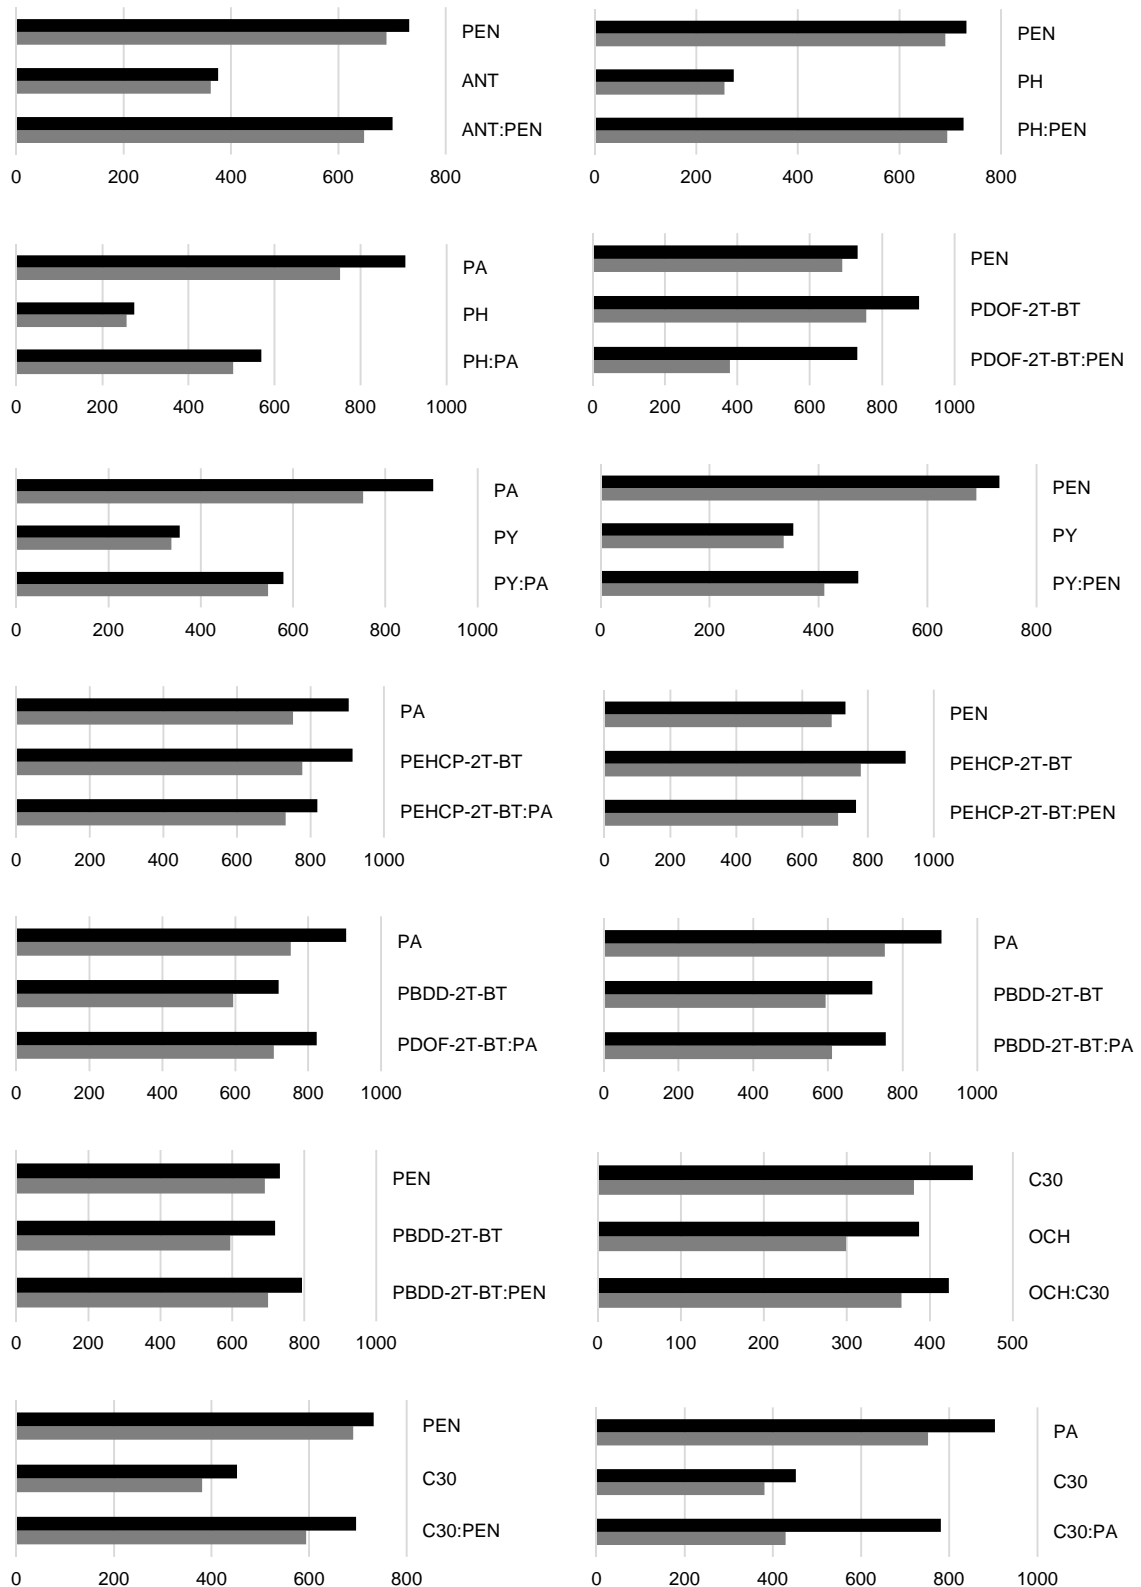 PEN
ANT
ANT:PEN
0 200 400 600 800
PEN
PH
PH:PEN
0 200 400 600 800
PA
PH
PH:PA
0 200 400 600 800 1000
PEN
PDOF-2T-BT
PDOF-2T-BT:PEN
0 200 400 600 800 1000
PA
PY
PY:PA
0 200 400 600 800 1000
PEN
PY
PY:PEN
0 200 400 600 800
PA
PEHCP-2T-BT
PEHCP-2T-BT:PA
0 200 400 600 800 1000
PEN
PEHCP-2T-BT
PEHCP-2T-BT:PEN
0 200 400 600 800 1000
PA
PBDD-2T-BT
PDOF-2T-BT:PA
0 200 400 600 800 1000
PA
PBDD-2T-BT
PBDD-2T-BT:PA
0 200 400 600 800 1000
PEN
PBDD-2T-BT
PBDD-2T-BT:PEN
0 200 400 600 800 1000
C30
OCH
OCH:C30
0 100 200 300 400 500
PEN
C30
C30:PEN
0 200 400 600 800
PA
C30
C30:PA
0 200 400 600 800 1000